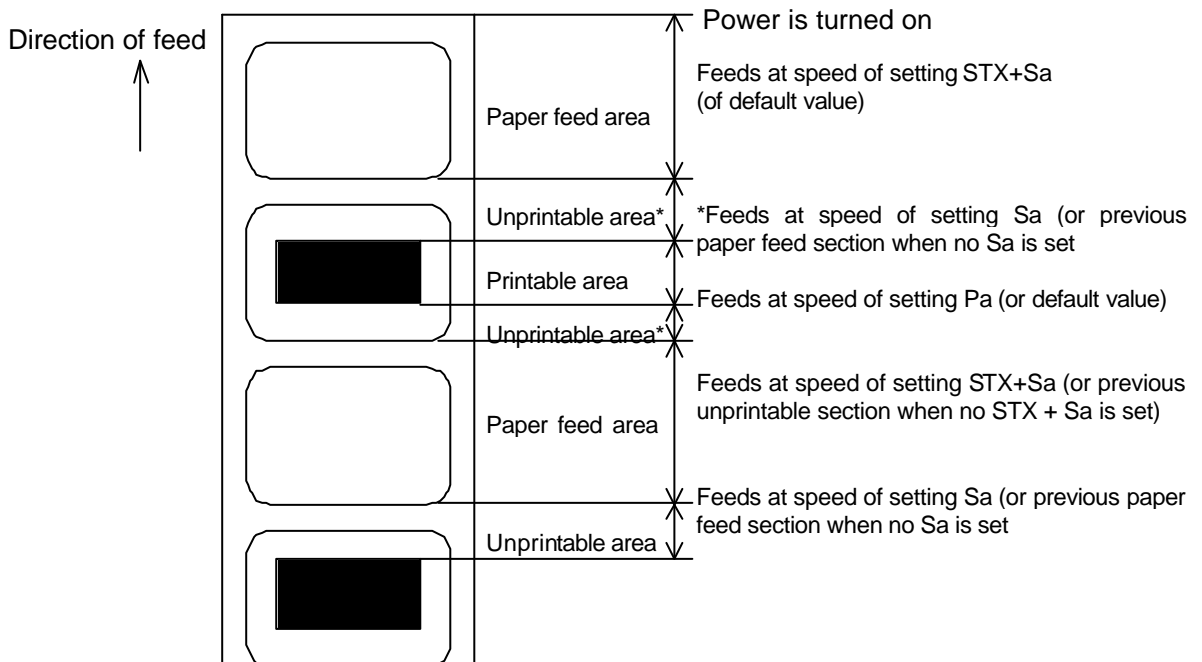 Power is turned on
Direction of feed
Feeds at speed of setting STX+Sa
(of default value)
Paper feed area
Unprintable area*
*Feeds at speed of setting Sa (or previous
paper feed section when no Sa is set
Printable area
Feeds at speed of setting Pa (or default value)
Unprintable area*
Feeds at speed of setting STX+Sa (or previous
unprintable section when no STX + Sa is set)
Paper feed area
Feeds at speed of setting Sa (or previous paper
feed section when no Sa is set
Unprintable area